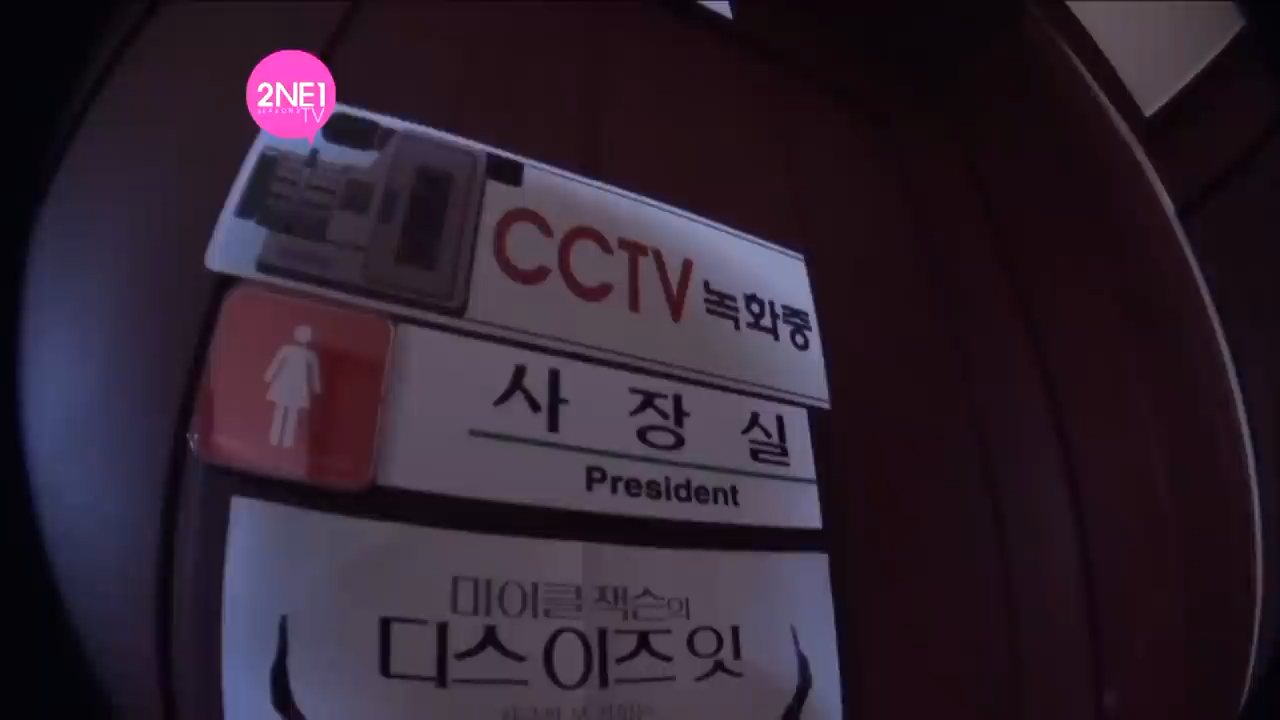 2NE1
TV
CCTV 녹화중
사 장 실
President
마이클 잭슨의
디스 이즈 잇